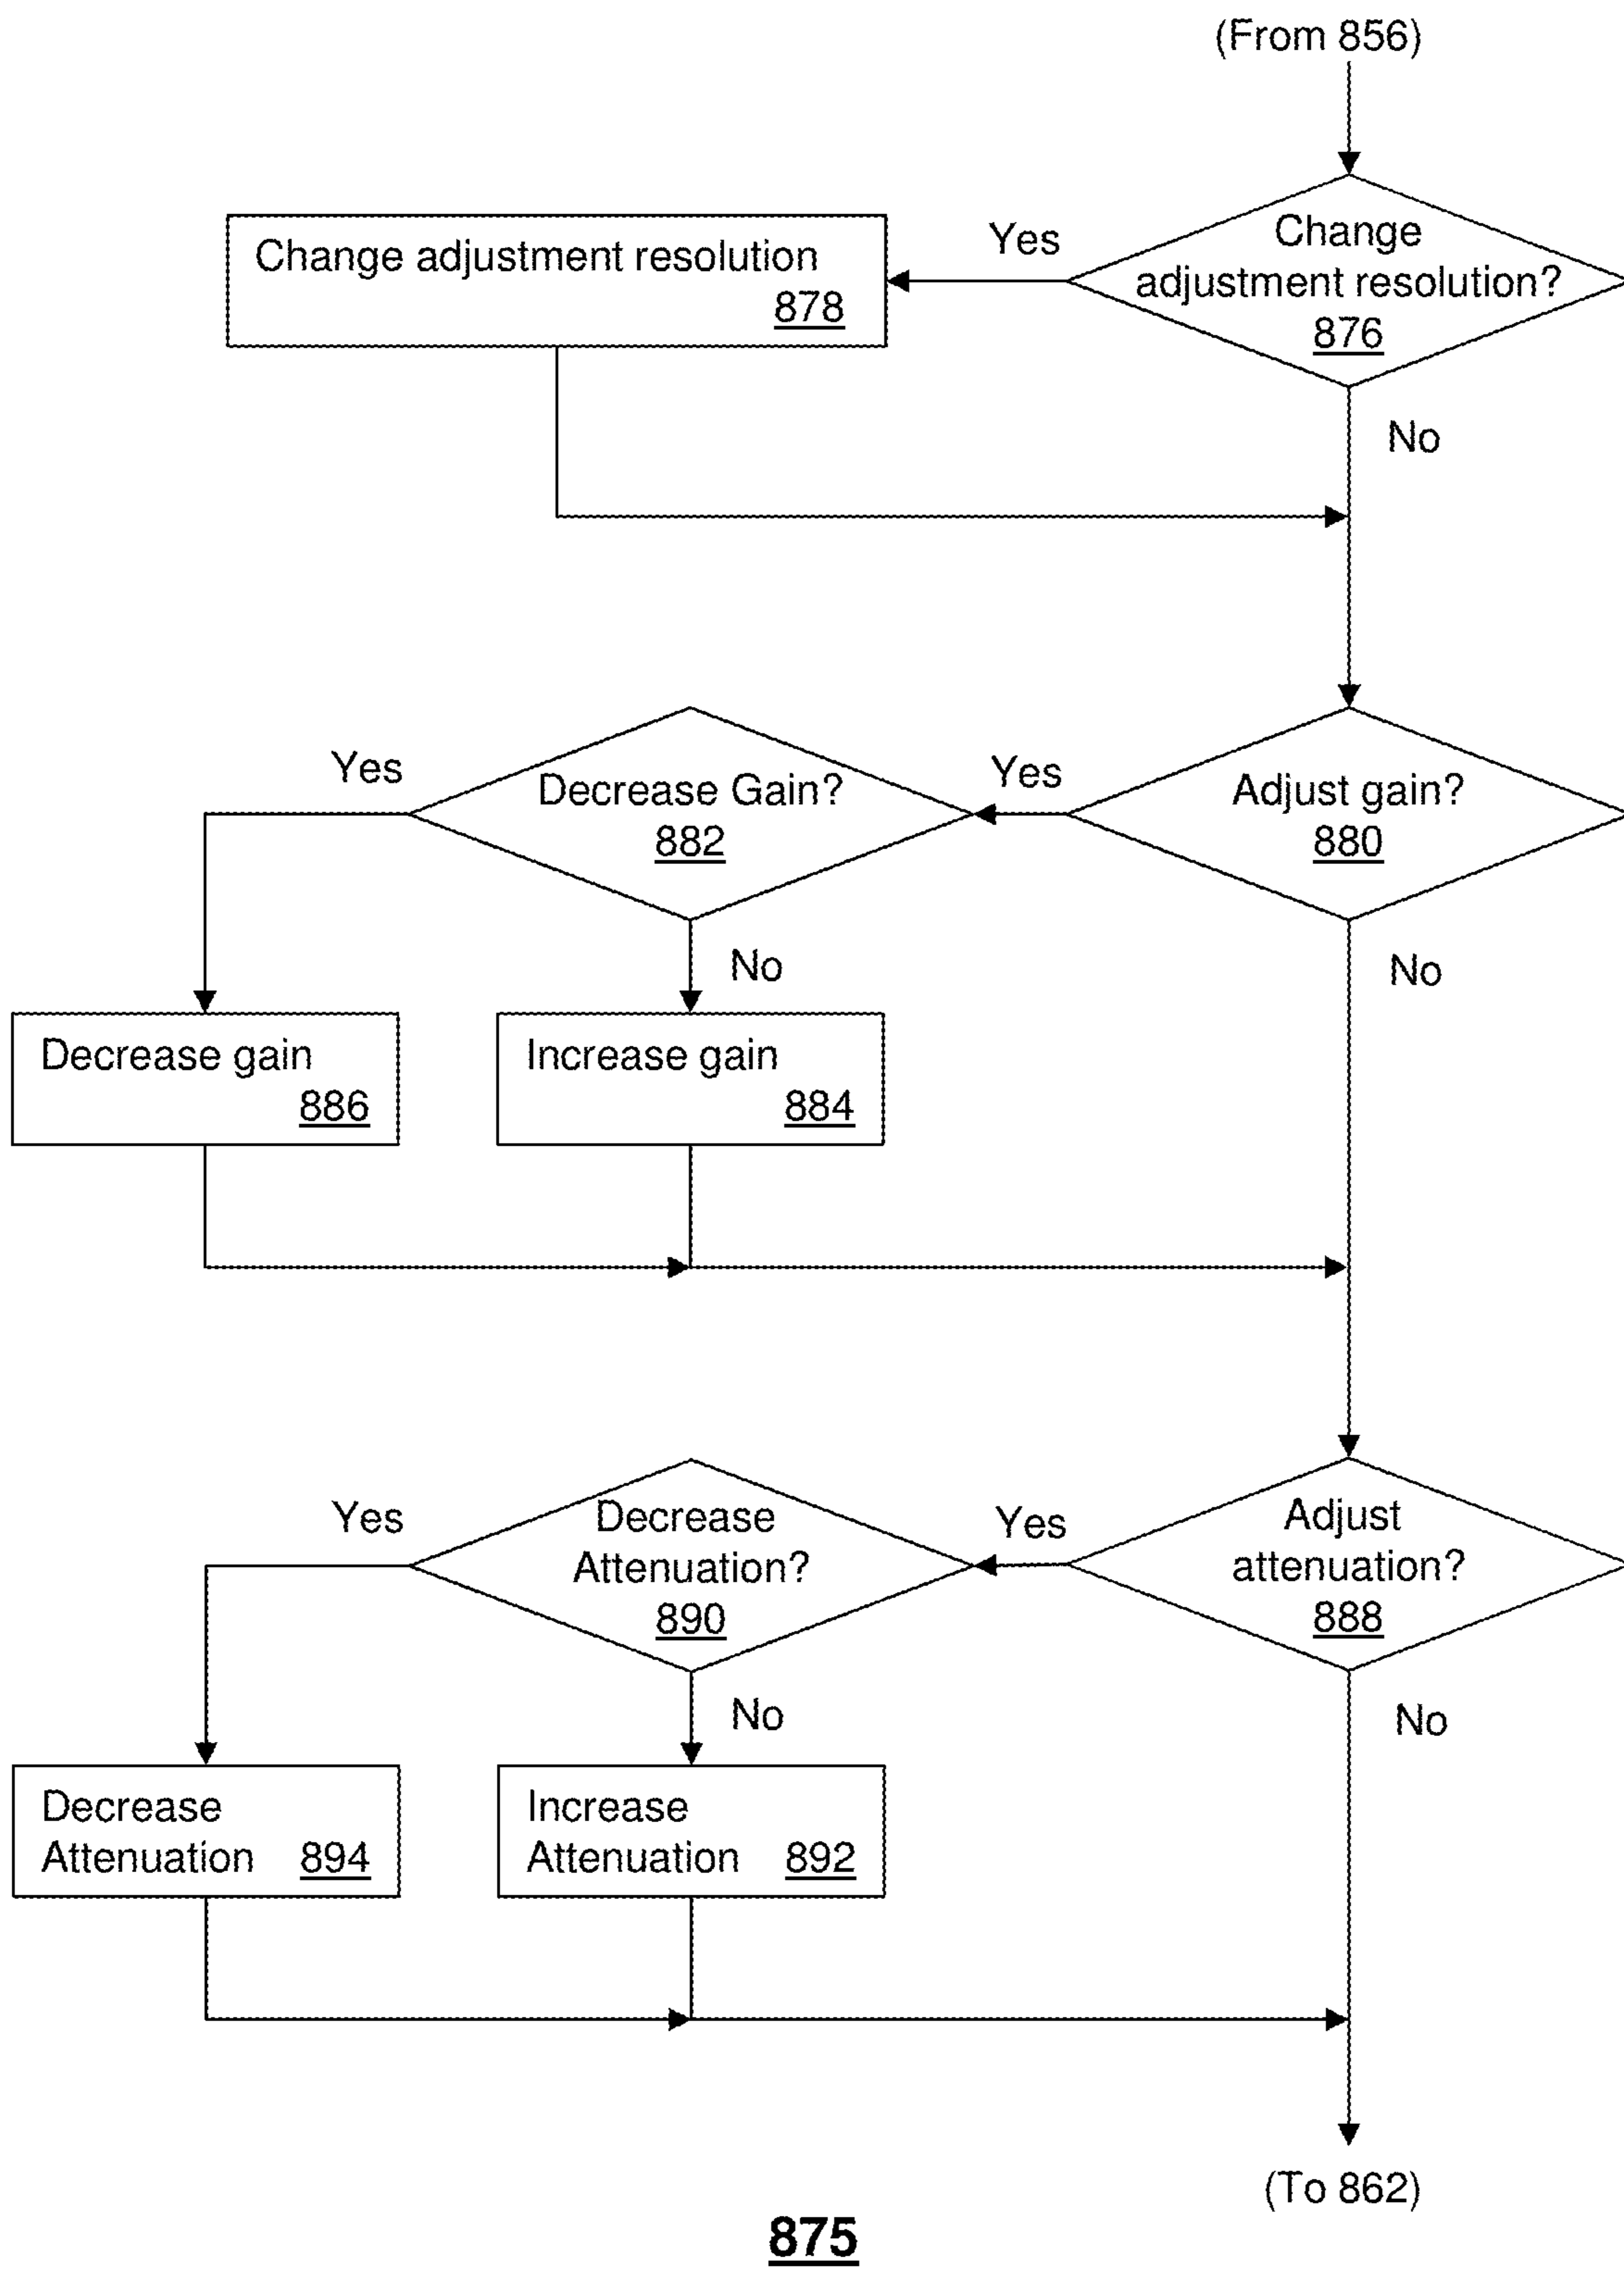 (From 856)
Change
adjustment resolution?
876
Yes
Change adjustment resolution
878
No
Adjust gain?
880
Yes
Decrease Gain?
882
Yes
No
No
Decrease gain
886
Increase gain
884
Adjust
attenuation?
888
Yes
Decrease
Attenuation?
890
Yes
No
No
Decrease
Attenuation 894
Increase
Attenuation 892
(To 862)
875